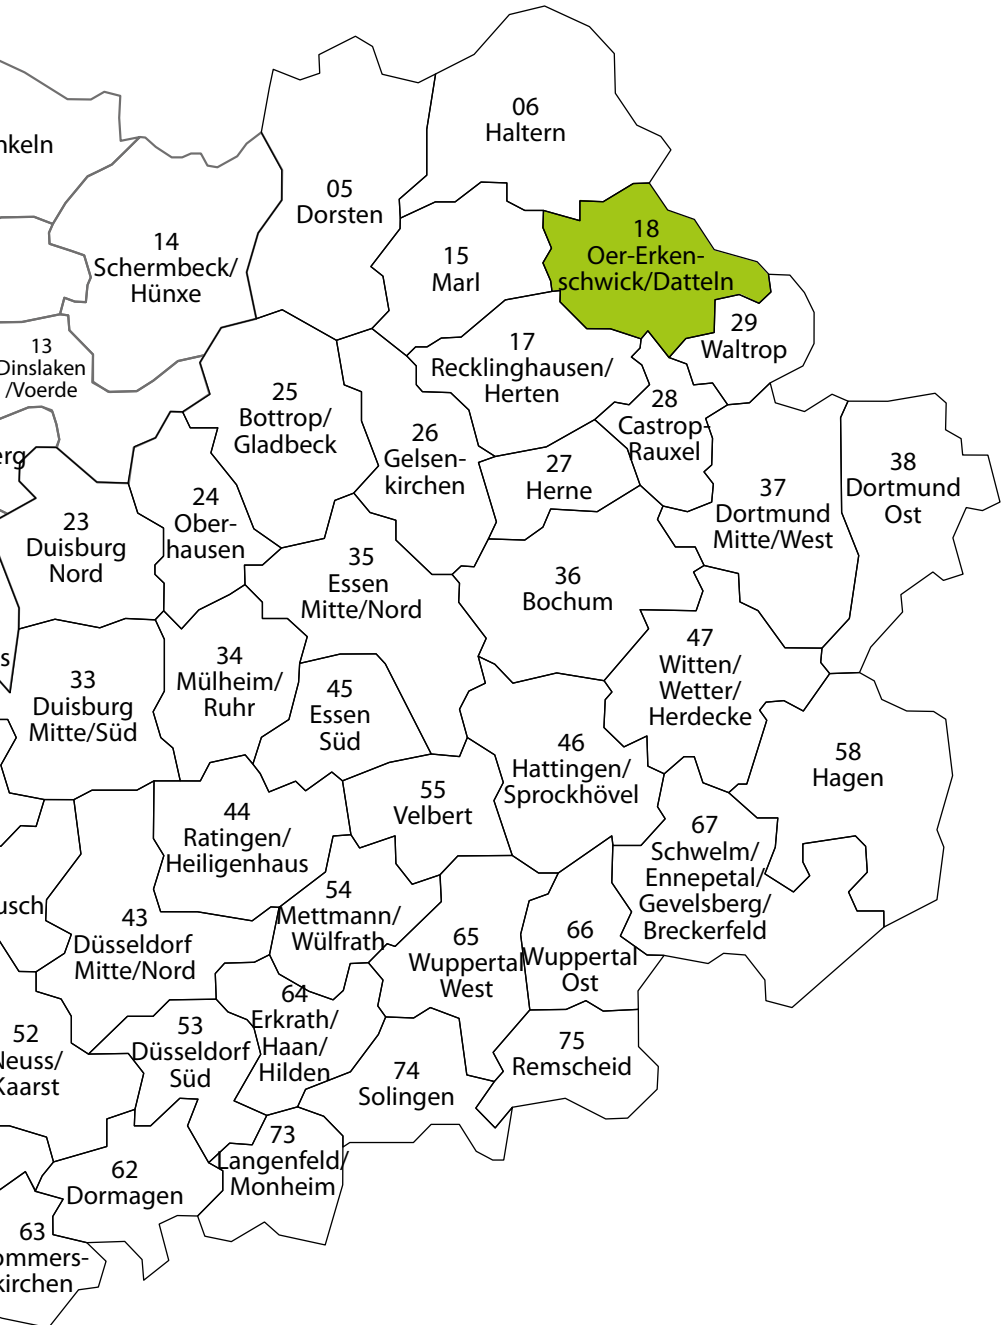 06
Haltern
nkeln
05
Dorsten
14
Schermbeck/
Hünxe
15
Marl
18
Oer-Erken-
schwick/Datteln
29
Waltrop
13
Dinslaken
/Voerde
17
Recklinghausen/
Herten
25
Bottrop/
Gladbeck
28
Castrop-
Rauxel
26
Gelsen-
kirchen
27
Herne
erg
37
Dortmund
Mitte/West
38
Dortmund
Ost
24
Ober-
hausen
23
Duisburg
Nord
35
Essen
Mitte/Nord
36
Bochum
47
Witten/
Wetter/
Herdecke
s
33
Duisburg
Mitte/Süd
34
Mülheim/
Ruhr
45
Essen
Süd
46
Hattingen/
Sprockhövel
58
Hagen
55
Velbert
44
Ratingen/
Heiligenhaus
67
Schwelm/
Ennepetal/
Gevelsberg/
Breckerfeld
usch
43
Düsseldorf
Mitte/Nord
54
Mettmann/
Wülfrath
65
Wuppertal
West
66
Wuppertal
Ost
64
Erkrath/
Haan/
Hilden
52
Neuss/
Kaarst
53
Düsseldorf
Süd
74
Solingen
75
Remscheid
73
Langenfeld/
Monheim
62
Dormagen
63
ommers-
kirchen